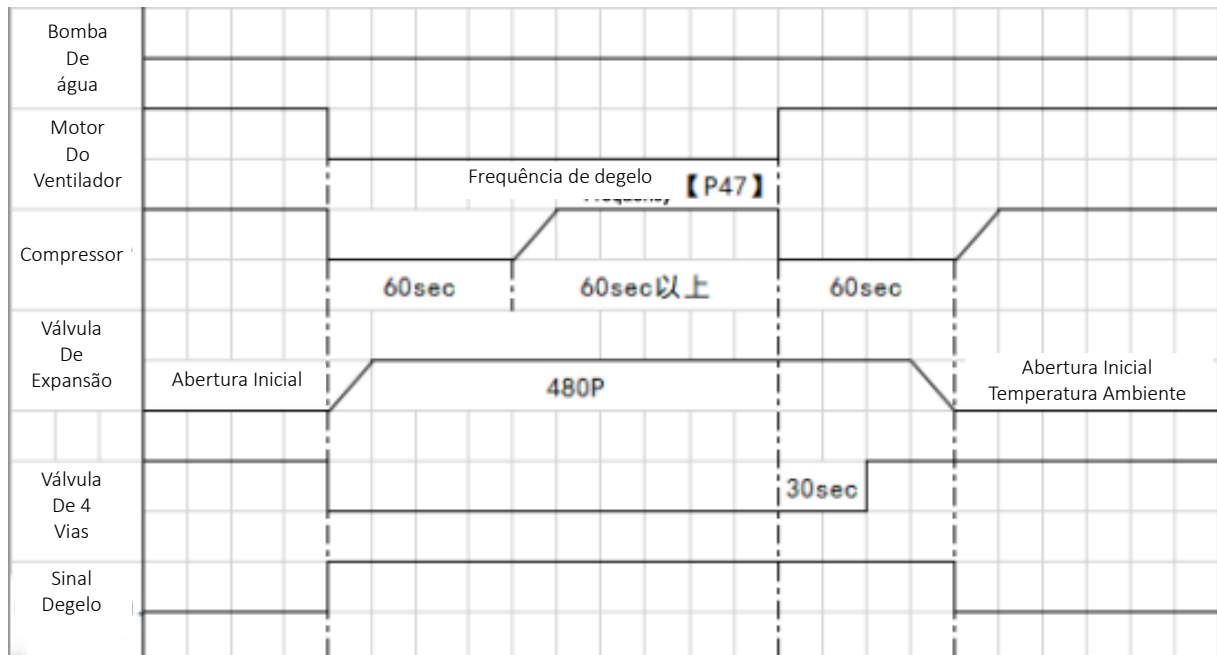 Bomba
De
água
Motor
Do
Ventilador
Frequência de degelo 【P47】
Compressor
60sec
60sec以上
60sec
Válvula
De
Expansão
Abertura Inicial
480P
Abertura Inicial
Temperatura Ambiente
Válvula
De 4
Vias
30sec
Sinal
Degelo